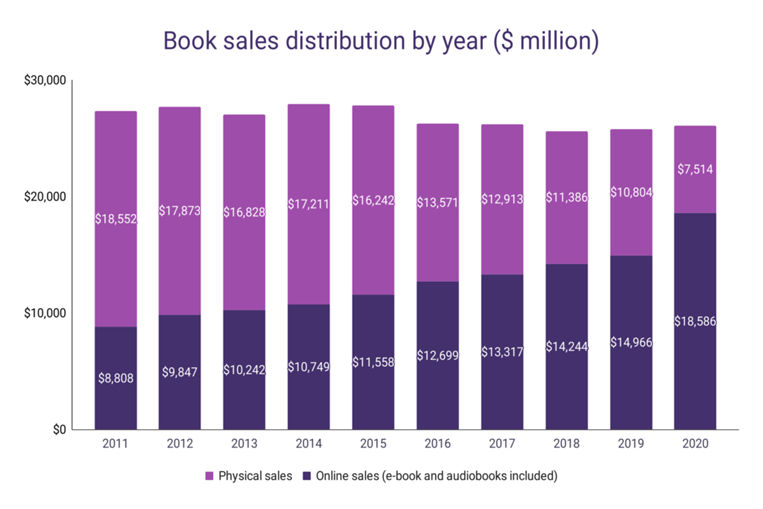 Book sales distribution by year ($ million)
$30,000
$20,000
$10,000
$0
$18,552 $17,873 $16,828 $17,211 $16,242 $13,571 $12,913 $11,386 $10,804 $7,514
$8,808 $9,847 $10,242 $10,749 $11,558 $12,699 $13,317 $14,244 $14,966 $18,586
2011 2012 2013 2014 2015 2016 2017 2018 2019 2020
Physical sales Online sales (e-book and audiobooks included)